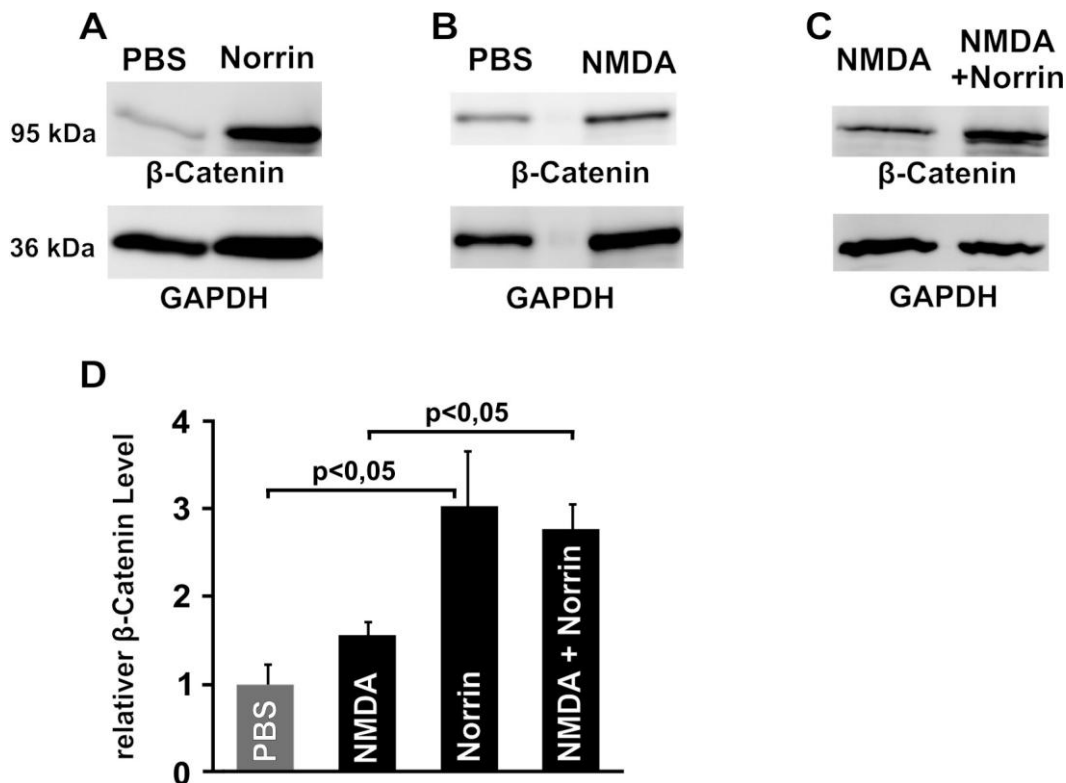 A
PBS Norrin
95 kDa
β-Catenin
36 kDa
GAPDH
B
PBS NMDA
β-Catenin
GAPDH
C
NMDA NMDA
+Norrin
β-Catenin
GAPDH
D
relativer β-Catenin Level
4
3
2
1
0
p<0,05
p<0,05
PBS
NMDA
Norrin
NMDA + Norrin